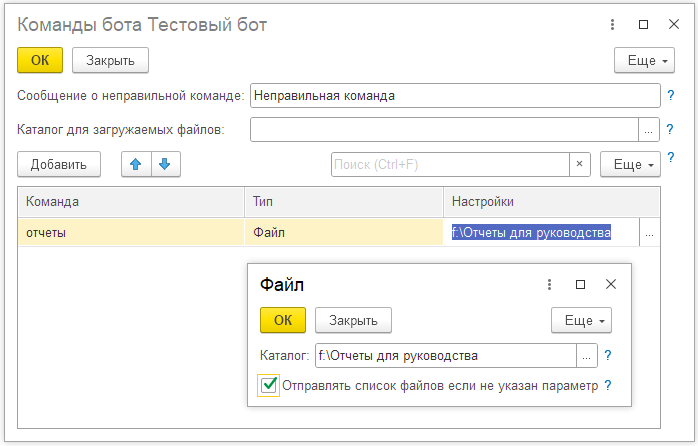 Команды бота Тестовый бот
ОК Закрыть Еще
Сообщение о неправильной команде: Неправильная команда ?
Каталог для загружаемых файлов: ... ?
Добавить Поиск (Ctrl+F) × Еще ?
Команда Тип Настройки
отчеты Файл f:\Отчеты для руководства ...
Файл
ОК Закрыть Еще
Каталог: f:\Отчеты для руководства ... ?
Отправлять список файлов если не указан параметр ?